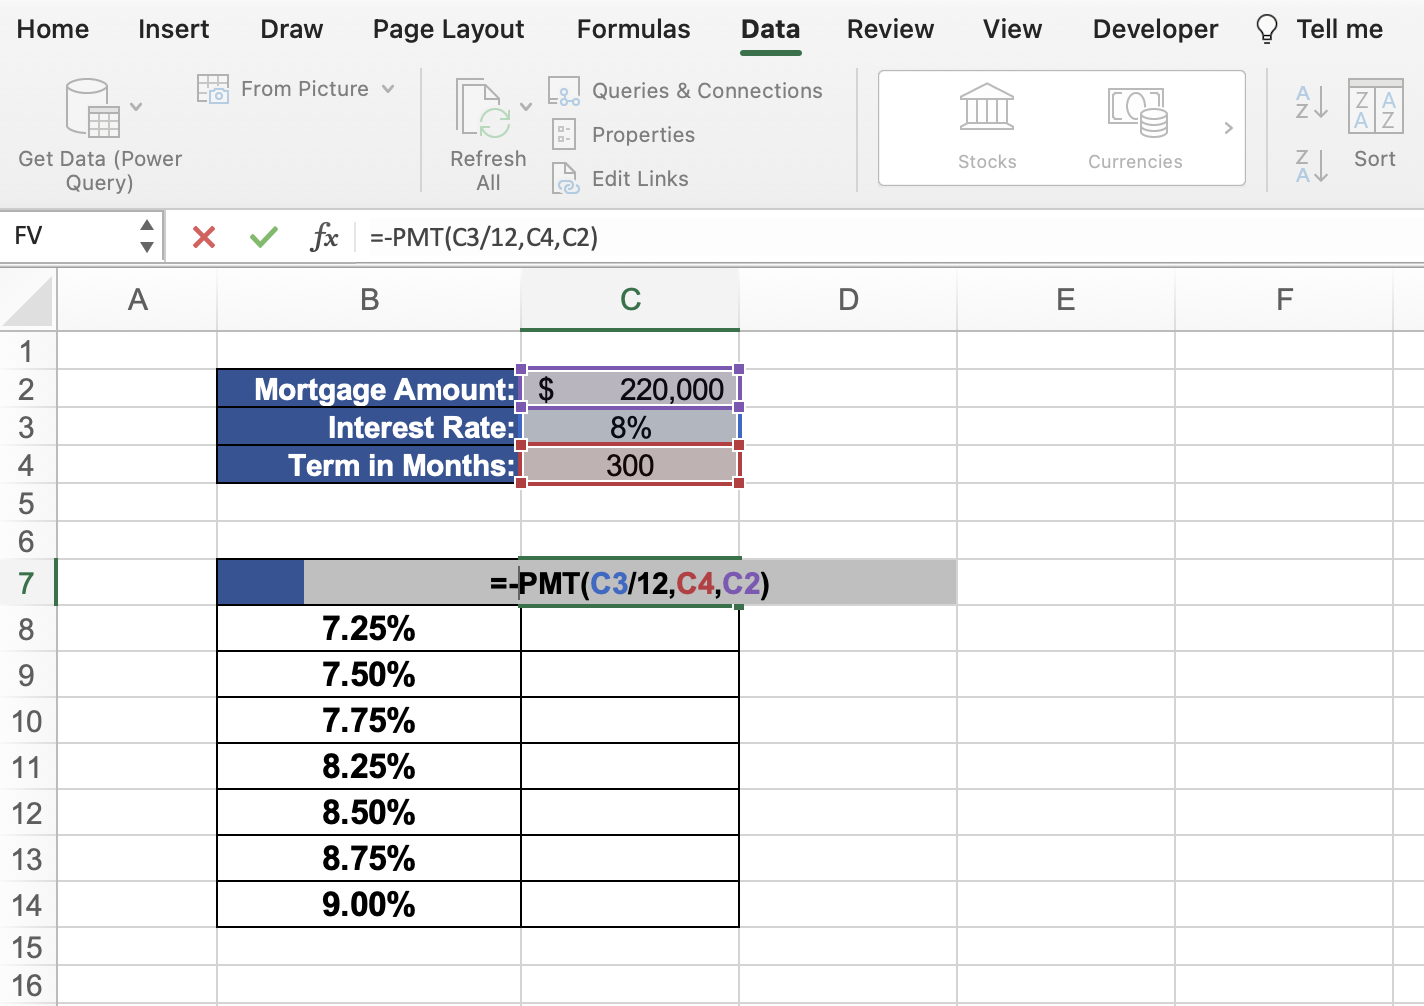 Home Insert Draw Page Layout Formulas Data Review View Developer Tell me
Get Data (Power
Query)
From Picture
Refresh
All
Queries & Connections
Properties
Edit Links
Stocks
Currencies
A
Z
Z
A
Z A
A Z
Sort
FV
fx
=-PMT(C3/12,C4,C2)
A B C D E F
1
2 Mortgage Amount: $ 220,000
3 Interest Rate: 8%
4 Term in Months: 300
5
6
7 =-PMT(C3/12,C4,C2)
8 7.25%
9 7.50%
10 7.75%
11 8.25%
12 8.50%
13 8.75%
14 9.00%
15
16